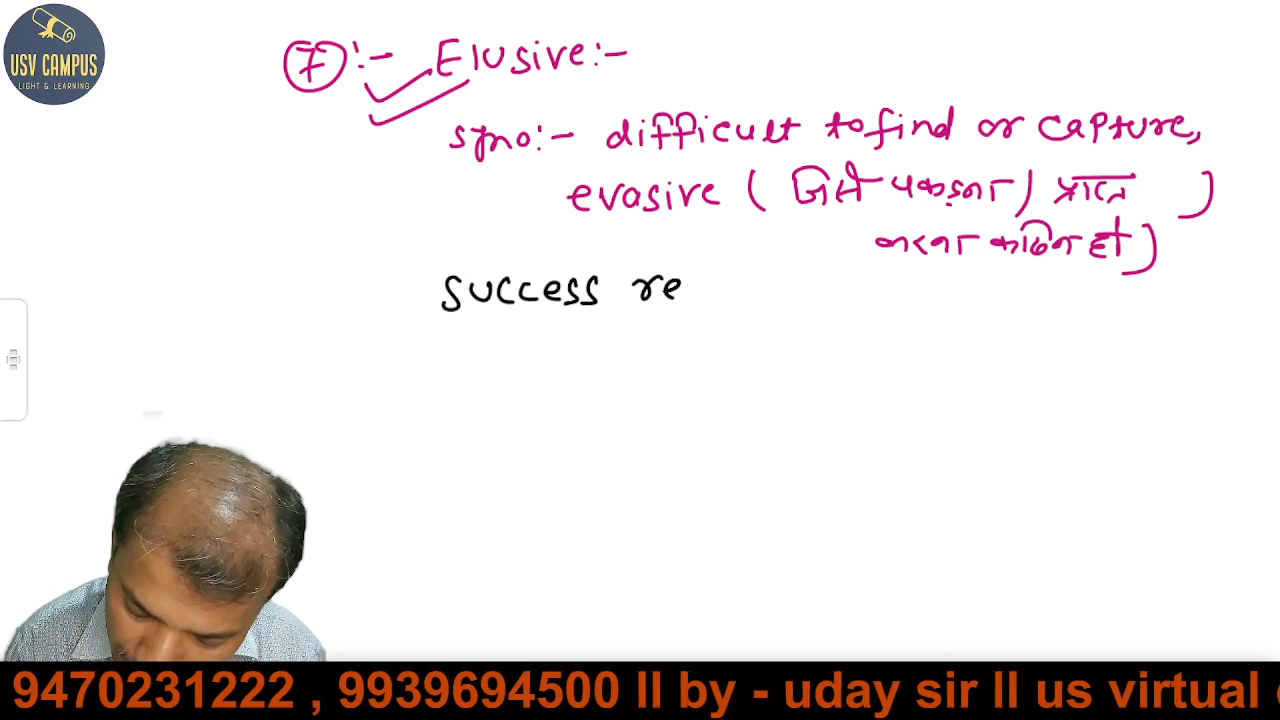 USV CAMPUS
LIGHT & LEARNING
7 :- Elusive:-
Syno:- difficult to find or capture,
evasive ( जिसे पकड़ना / प्राप्त )
करना कठिन हो )
success re
9470231222 , 9939694500 ll by - uday sir ll us virtual